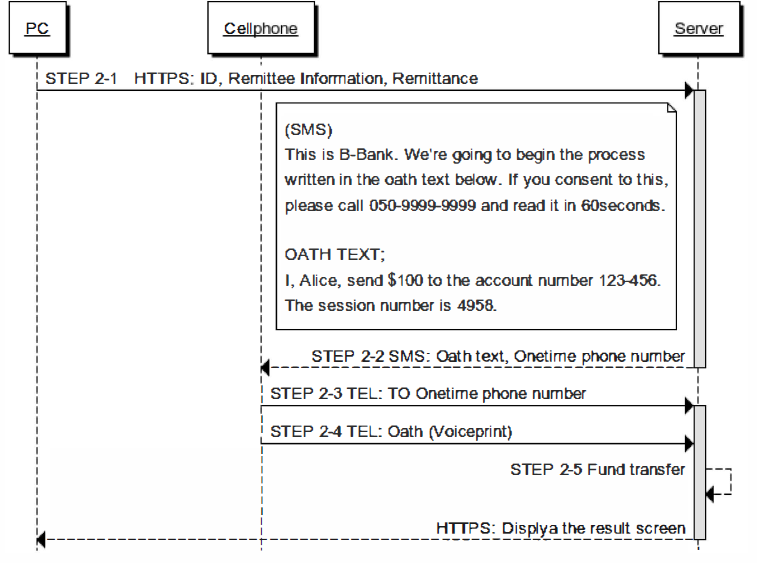 PC
Cellphone
Server
STEP 2-1 HTTPS: ID, Remittee Information, Remittance
(SMS)
This is B-Bank. We're going to begin the process
written in the oath text below. If you consent to this,
please call 050-9999-9999 and read it in 60seconds.
OATH TEXT;
I, Alice, send $100 to the account number 123-456.
The session number is 4958.
STEP 2-2 SMS: Oath text, Onetime phone number
STEP 2-3 TEL: TO Onetime phone number
STEP 2-4 TEL: Oath (Voiceprint)
STEP 2-5 Fund transfer
HTTPS: Displya the result screen